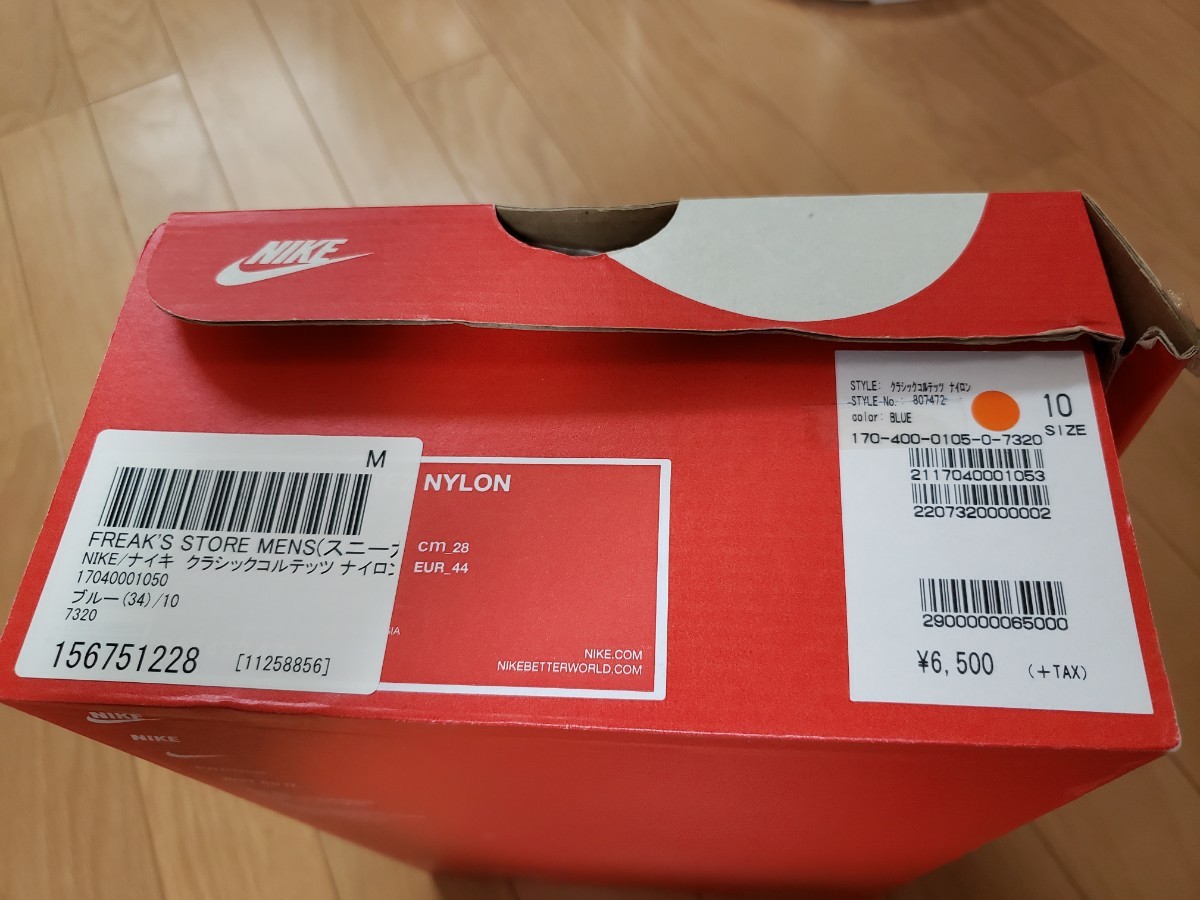 NIKE
STYLE: クラシックコルテッツ ナイロン
STYLE-No.: 807472
color: BLUE
10
SIZE
170-400-0105-0-7320
2117040001053
2207320000002
2900000065000
¥6,500 (+TAX)
M
FREAK'S STORE MENS(スニーカ
NIKE/ナイキ クラシックコルテッツ ナイロン
17040001050
ブルー(34)/10
7320
156751228 [11258856]
NYLON
cm_28
EUR_44
NIKE.COM
NIKEBETTERWORLD.COM
NIKE
NIKE